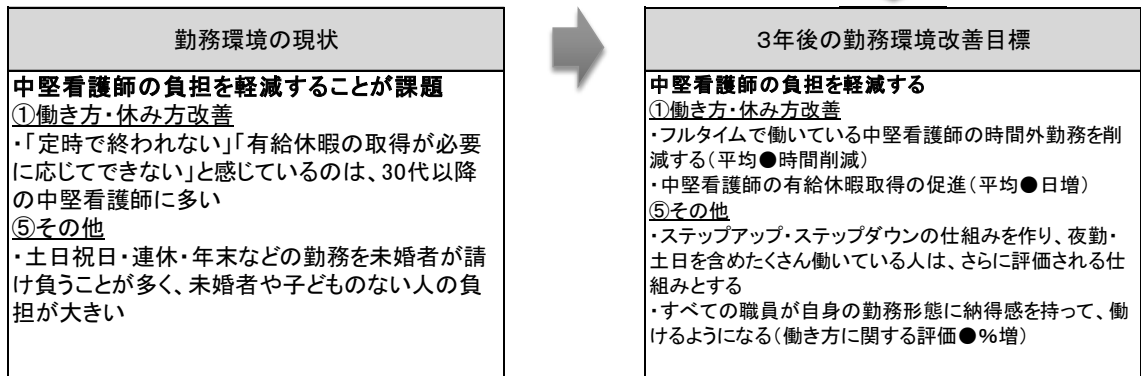 勤務環境の現状
中堅看護師の負担を軽減することが課題
①働き方・休み方改善
・「定時で終われない」「有給休暇の取得が必要
に応じてできない」と感じているのは、30代以降
の中堅看護師に多い
⑤その他
・土日祝日・連休・年末などの勤務を未婚者が請
け負うことが多く、未婚者や子どものない人の負
担が大きい
3年後の勤務環境改善目標
中堅看護師の負担を軽減する
①働き方・休み方改善
・フルタイムで働いている中堅看護師の時間外勤務を削
減する(平均●時間削減)
・中堅看護師の有給休暇取得の促進(平均●日増)
⑤その他
・ステップアップ・ステップダウンの仕組みを作り、夜勤・
土日を含めたくさん働いている人は、さらに評価される仕
組みとする
・すべての職員が自身の勤務形態に納得感を持って、働
けるようになる(働き方に関する評価●%増)